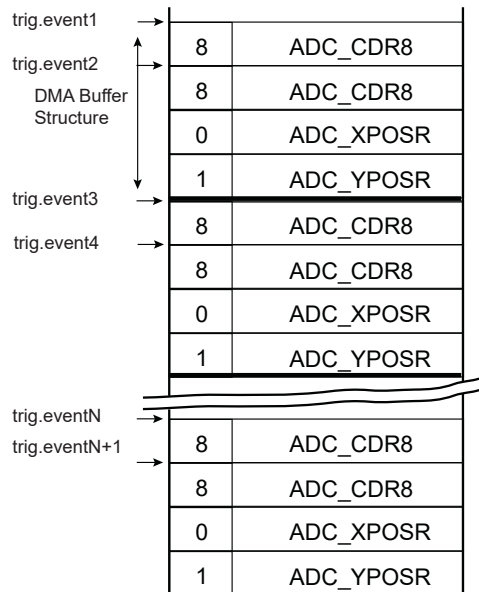 trig.event1
8 ADC_CDR8
trig.event2
DMA Buffer
Structure
8 ADC_CDR8
0 ADC_XPOSR
1 ADC_YPOSR
trig.event3
8 ADC_CDR8
trig.event4
8 ADC_CDR8
0 ADC_XPOSR
1 ADC_YPOSR
trig.eventN
8 ADC_CDR8
trig.eventN+1
8 ADC_CDR8
0 ADC_XPOSR
1 ADC_YPOSR